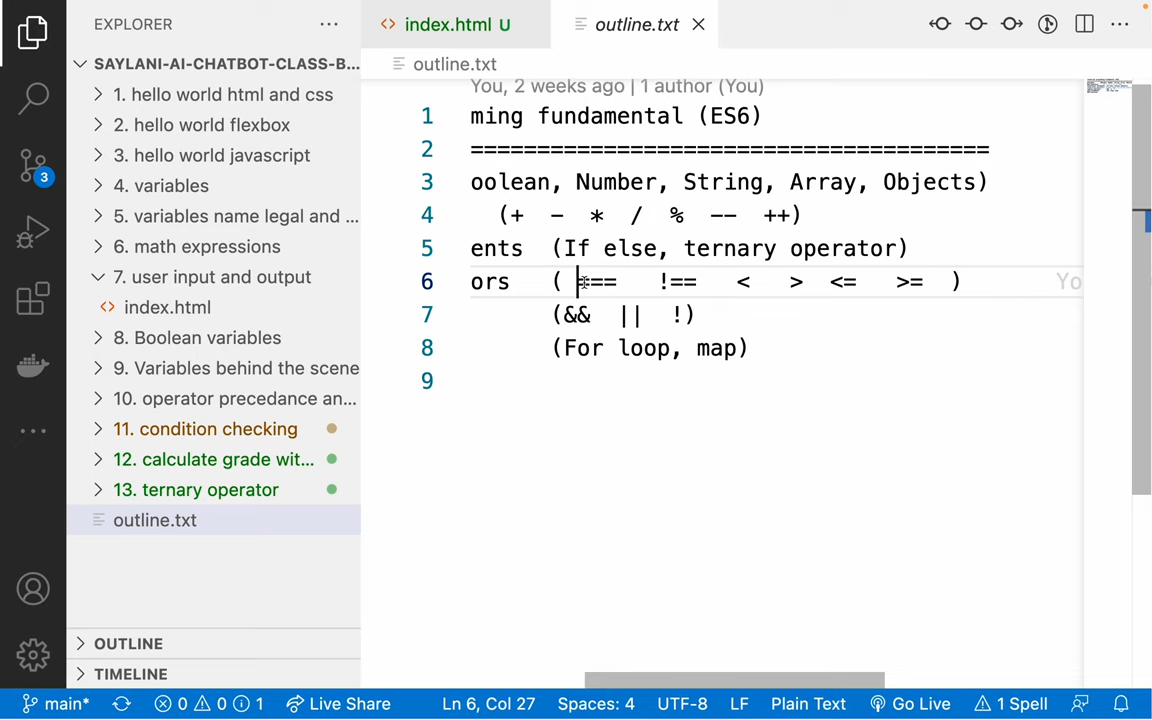 EXPLORER
index.html U
outline.txt
SAYLANI-AI-CHATBOT-CLASS-B...
outline.txt
1. hello world html and css
2. hello world flexbox
3. hello world javascript
4. variables
5. variables name legal and ...
6. math expressions
7. user input and output
index.html
8. Boolean variables
9. Variables behind the scene
10. operator precedance an...
11. condition checking
12. calculate grade wit...
13. ternary operator
outline.txt
3
OUTLINE
TIMELINE
You, 2 weeks ago | 1 author (You)
1 ming fundamental (ES6)
2 =======================================
3 oolean, Number, String, Array, Objects)
4 (+ - * / % -- ++)
5 ents (If else, ternary operator)
6 ors ( === !== < > <= >= ) Yo
7 (&& || !)
8 (For loop, map)
9
main* 0 0 1 Live Share Ln 6, Col 27 Spaces: 4 UTF-8 LF Plain Text Go Live 1 Spell